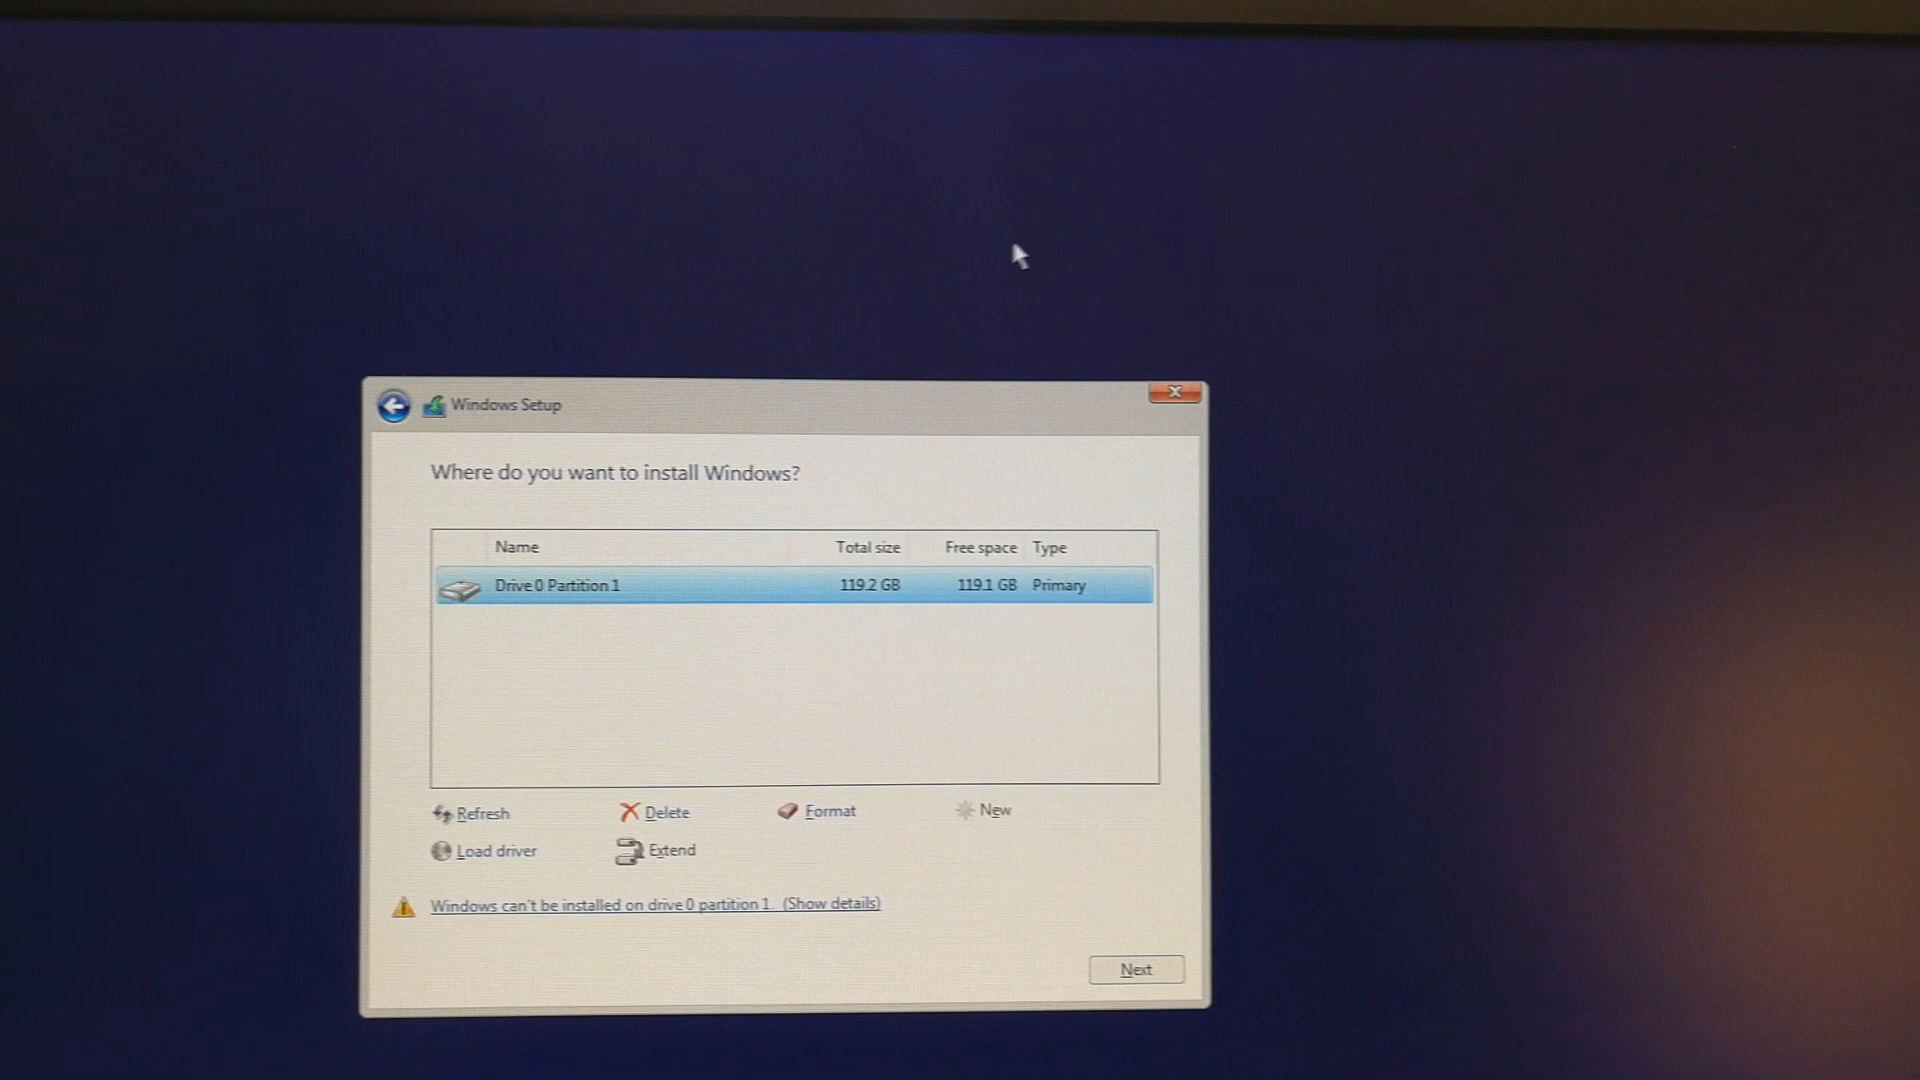 Windows Setup
Where do you want to install Windows?
Name Total size Free space Type
Drive 0 Partition 1 119.2 GB 119.1 GB Primary
Refresh Delete Format New
Load driver Extend
Windows can't be installed on drive 0 partition 1. (Show details)
Next